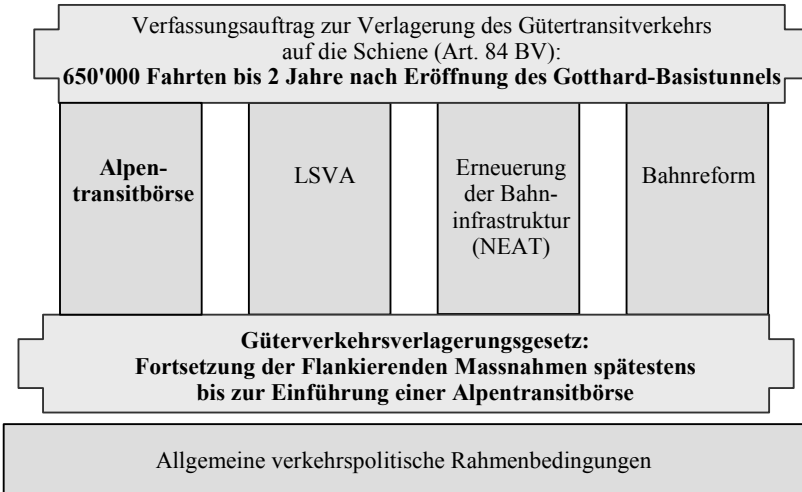 Verfassungsauftrag zur Verlagerung des Gütertransitverkehrs
auf die Schiene (Art. 84 BV):
650'000 Fahrten bis 2 Jahre nach Eröffnung des Gotthard-Basistunnels
Alpen-
transitbörse
LSVA
Erneuerung
der Bahn-
infrastruktur
(NEAT)
Bahnreform
Güterverkehrsverlagerungsgesetz:
Fortsetzung der Flankierenden Massnahmen spätestens
bis zur Einführung einer Alpentransitbörse
Allgemeine verkehrspolitische Rahmenbedingungen